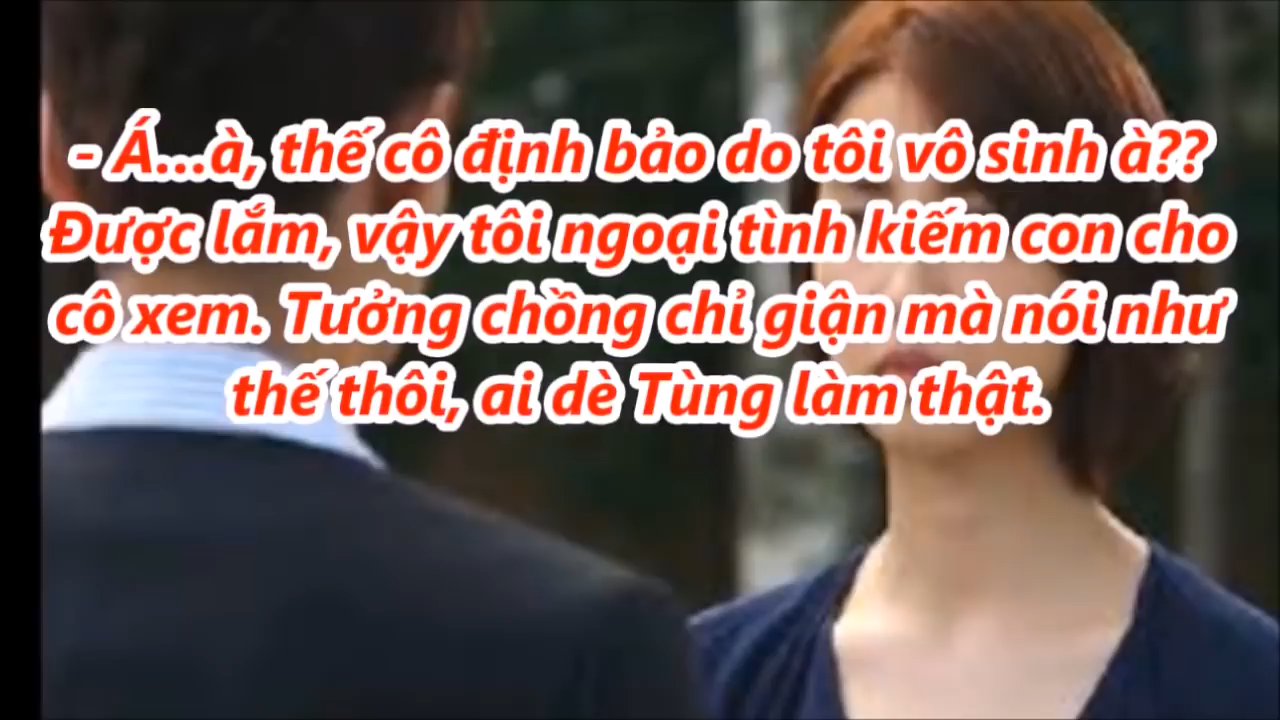 - Á...à, thế cô định bảo do tôi vô sinh à??
Được lắm, vậy tôi ngoại tình kiếm con cho
cô xem. Tưởng chồng chỉ giận mà nói như
thế thôi, ai dè Tùng làm thật.